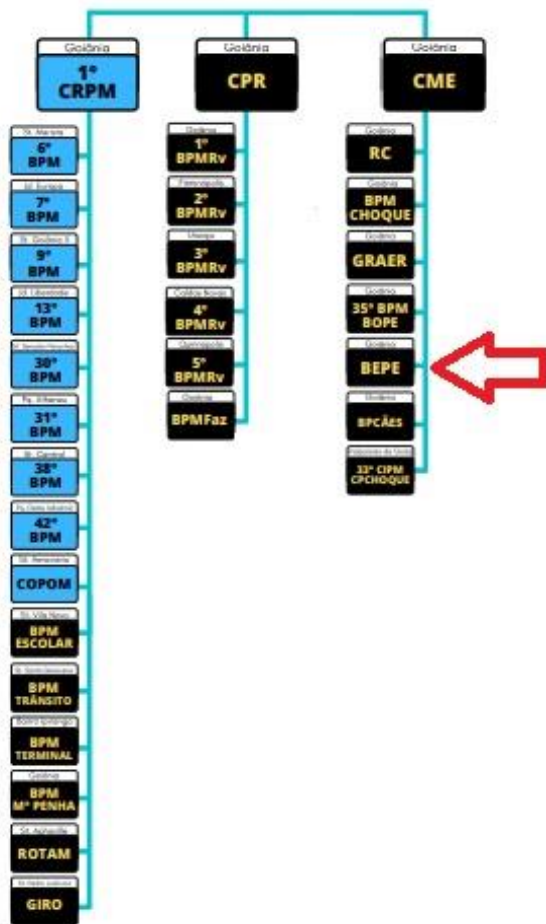 Goiânia
1º
CRPM
6º
BPM
7º
BPM
9º
BPM
13º
BPM
30º
BPM
31º
BPM
38º
BPM
42º
BPM
COPOM
BPM
ESCOLAR
BPM
TRÂNSITO
BPM
TERMINAL
Goiânia
BPM
Mª PENHA
ROTAM
GIRO
Goiânia
CPR
Goiânia
1º
BPMRv
2º
BPMRv
3º
BPMRv
Caldas Novas
4º
BPMRv
5º
BPMRv
Goiânia
BPMFaz
Goiânia
CME
Goiânia
RC
Goiânia
BPM
CHOQUE
Goiânia
GRAER
Goiânia
35º BPM
BOPE
Goiânia
BEPE
Goiânia
BPCÃES
33ª CIPM
CPCHOQUE